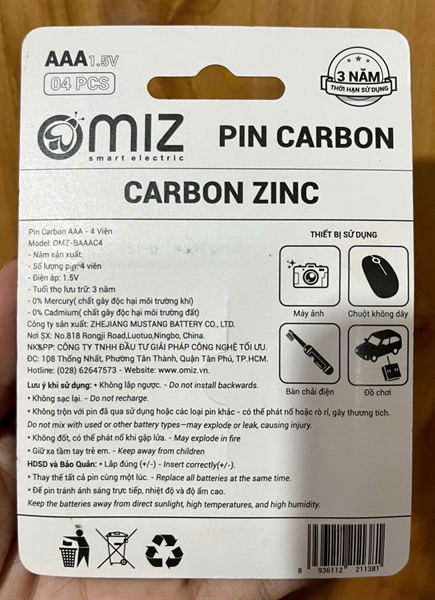 AAA 1.5V
04 PCS
3 NĂM
THỜI HẠN SỬ DỤNG
OMIZ
smart electric
PIN CARBON
CARBON ZINC
Pin Carbon AAA - 4 Viên
Model: OMZ-BAAAC4
- Năm sản xuất:
- Số lượng pin: 4 viên
- Điện áp: 1.5V
- Tuổi thọ lưu trữ: 3 năm
- 0% Mercury( chất gây độc hại môi trường khí)
- 0% Cadmium( chất gây độc hại môi trường đất)
Công ty sản xuất: ZHEJIANG MUSTANG BATTERY CO., LTD.
Nơi SX: No.818 Rongji Road,Luotuo,Ningbo, China.
NK&PP: CÔNG TY TNHH ĐẦU TƯ GIẢI PHÁP CÔNG NGHỆ TỐI ƯU.
ĐC: 108 Thống Nhất, Phường Tân Thành, Quận Tân Phú, TP.HCM.
Hotline: (028) 62647573 - Website: www.omiz.vn.
THIẾT BỊ SỬ DỤNG
Máy ảnh
Chuột không dây
Bàn chải điện
Đồ chơi
Lưu ý khi sử dụng: • Không lắp ngược. - Do not install backwards.
• Không sạc lại. - Do not recharge.
• Không trộn với pin đã qua sử dụng hoặc các loại pin khác - có thể phát nổ hoặc rò rỉ, gây thương tích.
Do not mix with used or other battery types—may explode or leak, causing injury.
• Không đốt, có thể phát nổ khi gặp lửa. - May explode in fire
• Giữ xa tầm tay trẻ em. - Keep away from children
HDSD và Bảo Quản: • Lắp đúng (+/-) - Insert correctly(+/-).
• Thay thế tất cả pin cùng một lúc. - Replace all batteries at the same time.
• Để pin tránh ánh sáng trực tiếp, nhiệt độ và độ ẩm cao.
Keep the batteries away from direct sunlight, high temperatures, and high humidity.
8 936112 211381